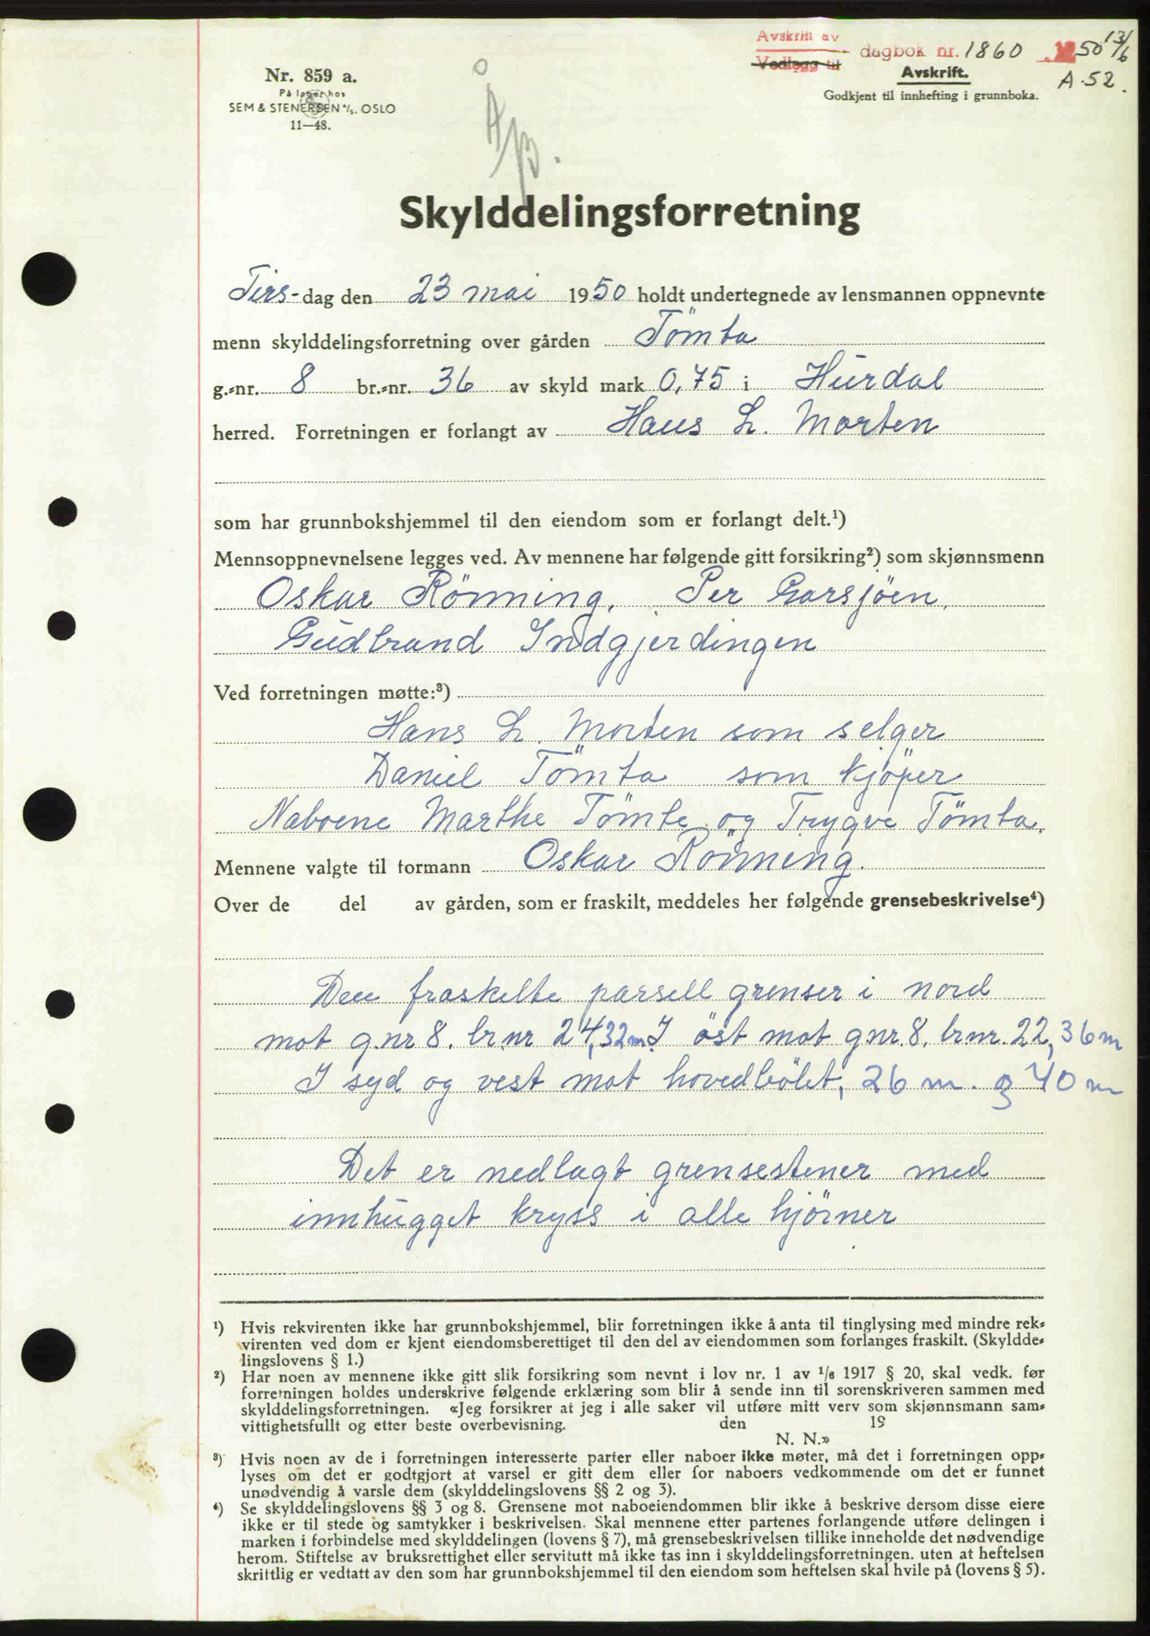 Avskrift av
Vedlegg til dagbok nr. 1860 1950 13/6
Avskrift. A-52.
Godkjent til innhefting i grunnboka.
Nr. 859 a.
På lager hos
SEM & STENERSEN A/S. OSLO
11—48.
Skylddelingsforretning
Tirs-dag den 23 mai 1950 holdt undertegnede av lensmannen oppnevnte
menn skylddelingsforretning over gården Tömta
g.-nr. 8 br.-nr. 36 av skyld mark 0,75 i Hurdal
herred. Forretningen er forlangt av Hans L. Morten
som har grunnbokshjemmel til den eiendom som er forlangt delt.¹)
Mennsoppnevnelsene legges ved. Av mennene har følgende gitt forsikring²) som skjønnsmenn
Oskar Rönning, Per Garsjöen,
Gudbrand Indgjerdingen
Ved forretningen møtte:³)
Hans L. Morten som selger
Daniel Tömta som kjöper
Naboene Marthe Tömte og Trygve Tömta.
Mennene valgte til formann Oskar Rönning.
Over de del av gården, som er fraskilt, meddeles her følgende grensebeskrivelse⁴)
Den fraskilte parsell grenser i nord
mot gnr 8. br.nr 24, 32 m. I öst mot gnr. 8. brnr. 22, 36 m
I syd og vest mot hovedbölet, 26 m. og 40 m
Det er nedlagt grensestener med
innhugget kryss i alle hjörner
¹) Hvis rekvirenten ikke har grunnbokshjemmel, blir forretningen ikke å anta til tinglysing med mindre rek-
virenten ved dom er kjent eiendomsberettiget til den del av eiendommen som forlanges fraskilt. (Skyldde-
lingslovens § 1.)
²) Har noen av mennene ikke gitt slik forsikring som nevnt i lov nr. 1 av 1/6 1917 § 20, skal vedk. før
forretningen holdes underskrive følgende erklæring som blir å sende inn til sorenskriveren sammen med
skylddelingsforretningen. «Jeg forsikrer at jeg i alle saker vil utføre mitt verv som skjønnsmann sam-
vittighetsfullt og etter beste overbevisning. den 19
N. N.»
³) Hvis noen av de i forretningen interesserte parter eller naboer ikke møter, må det i forretningen opp-
lyses om det er godtgjort at varsel er gitt dem eller for naboers vedkommende om det er funnet
unødvendig å varsle dem (skylddelingslovens §§ 2 og 3).
⁴) Se skylddelingslovens §§ 3 og 8. Grensene mot naboeiendommen blir ikke å beskrive dersom disse eiere
ikke er til stede og samtykker i beskrivelsen. Skal mennene etter partenes forlangende utføre delingen i
marken i forbindelse med skylddelingen (lovens § 7), må grensebeskrivelsen tillike inneholde det nødvendige
herom. Stiftelse av bruksrettighet eller servitutt må ikke tas inn i skylddelingsforretningen, uten at heftelsen
skriftlig er vedtatt av den som har grunnbokshjemmel til den eiendom som heftelsen skal hvile på (lovens § 5).